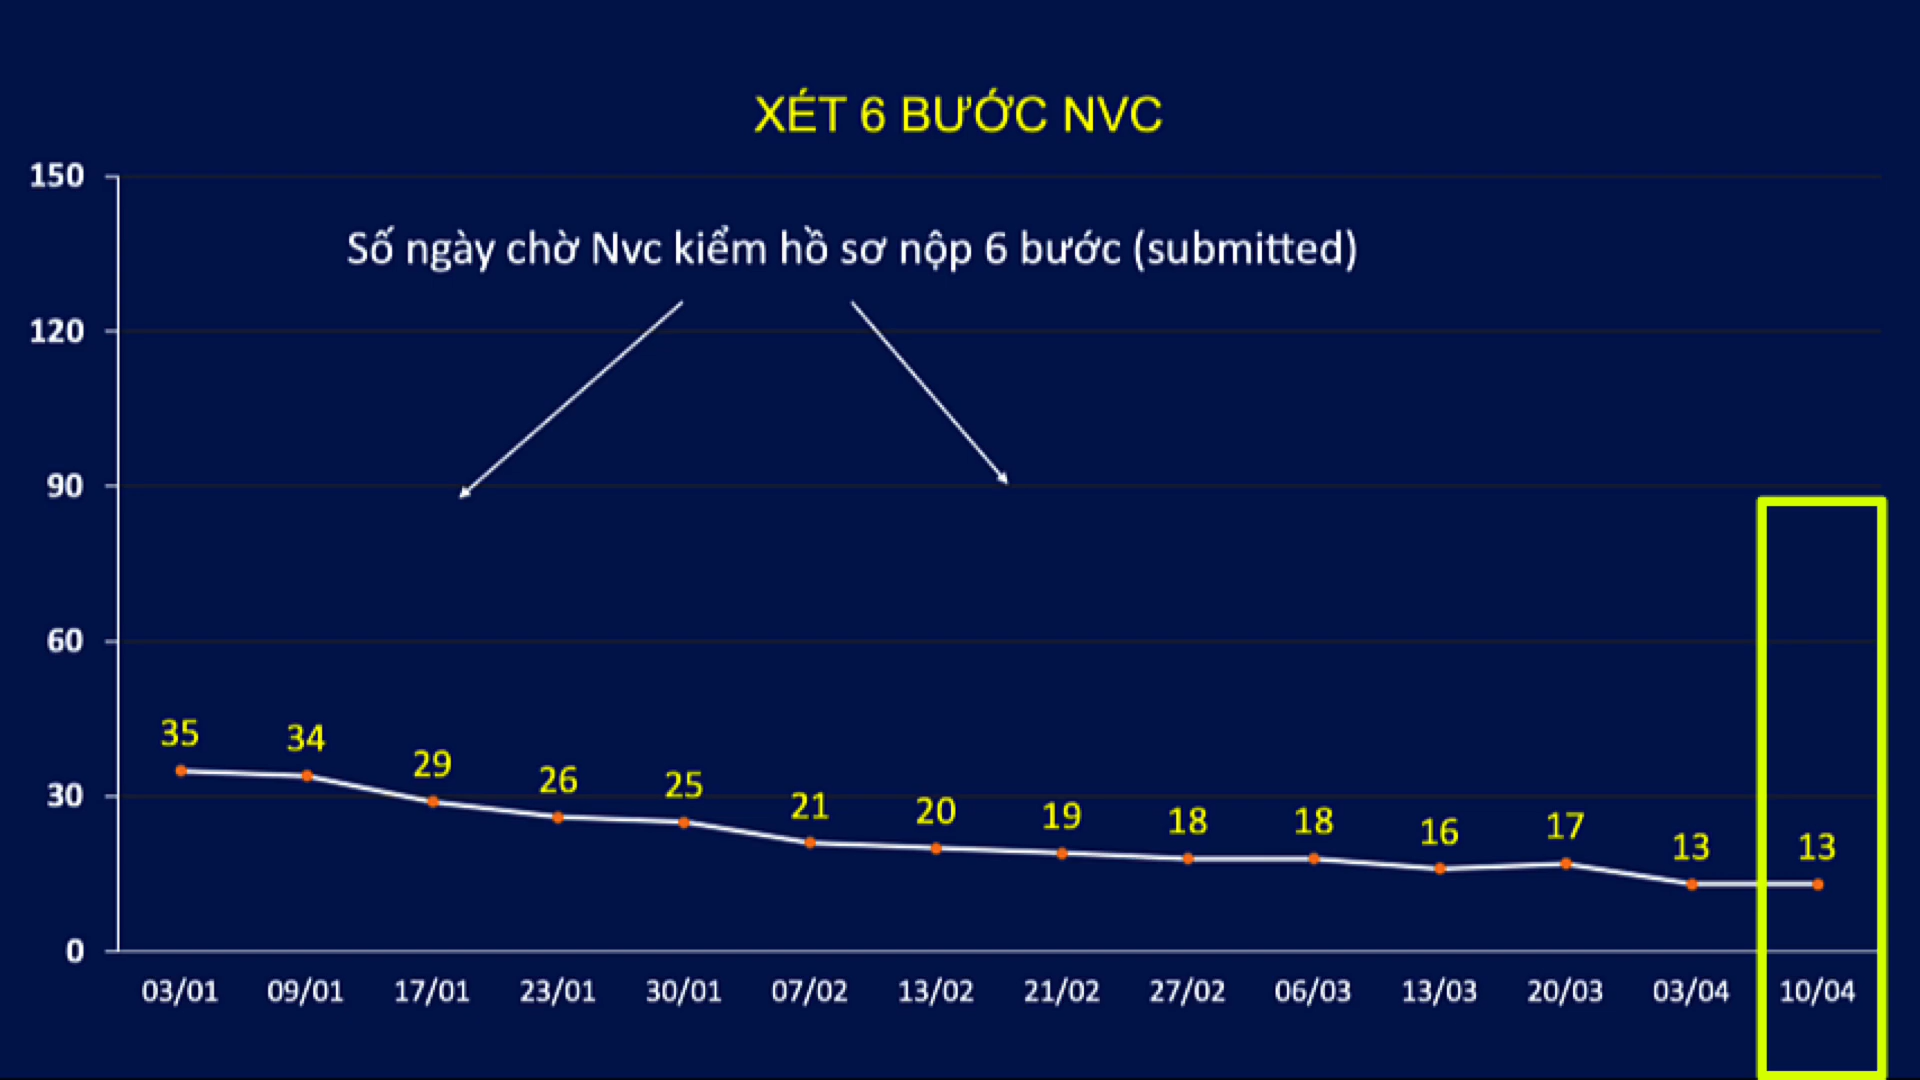 XÉT 6 BƯỚC NVC
150
Số ngày chờ Nvc kiểm hồ sơ nộp 6 bước (submitted)
120
90
60
35 34 29 26 25 21 20 19 18 18 16 17 13 13
30
0
03/01 09/01 17/01 23/01 30/01 07/02 13/02 21/02 27/02 06/03 13/03 20/03 03/04 10/04